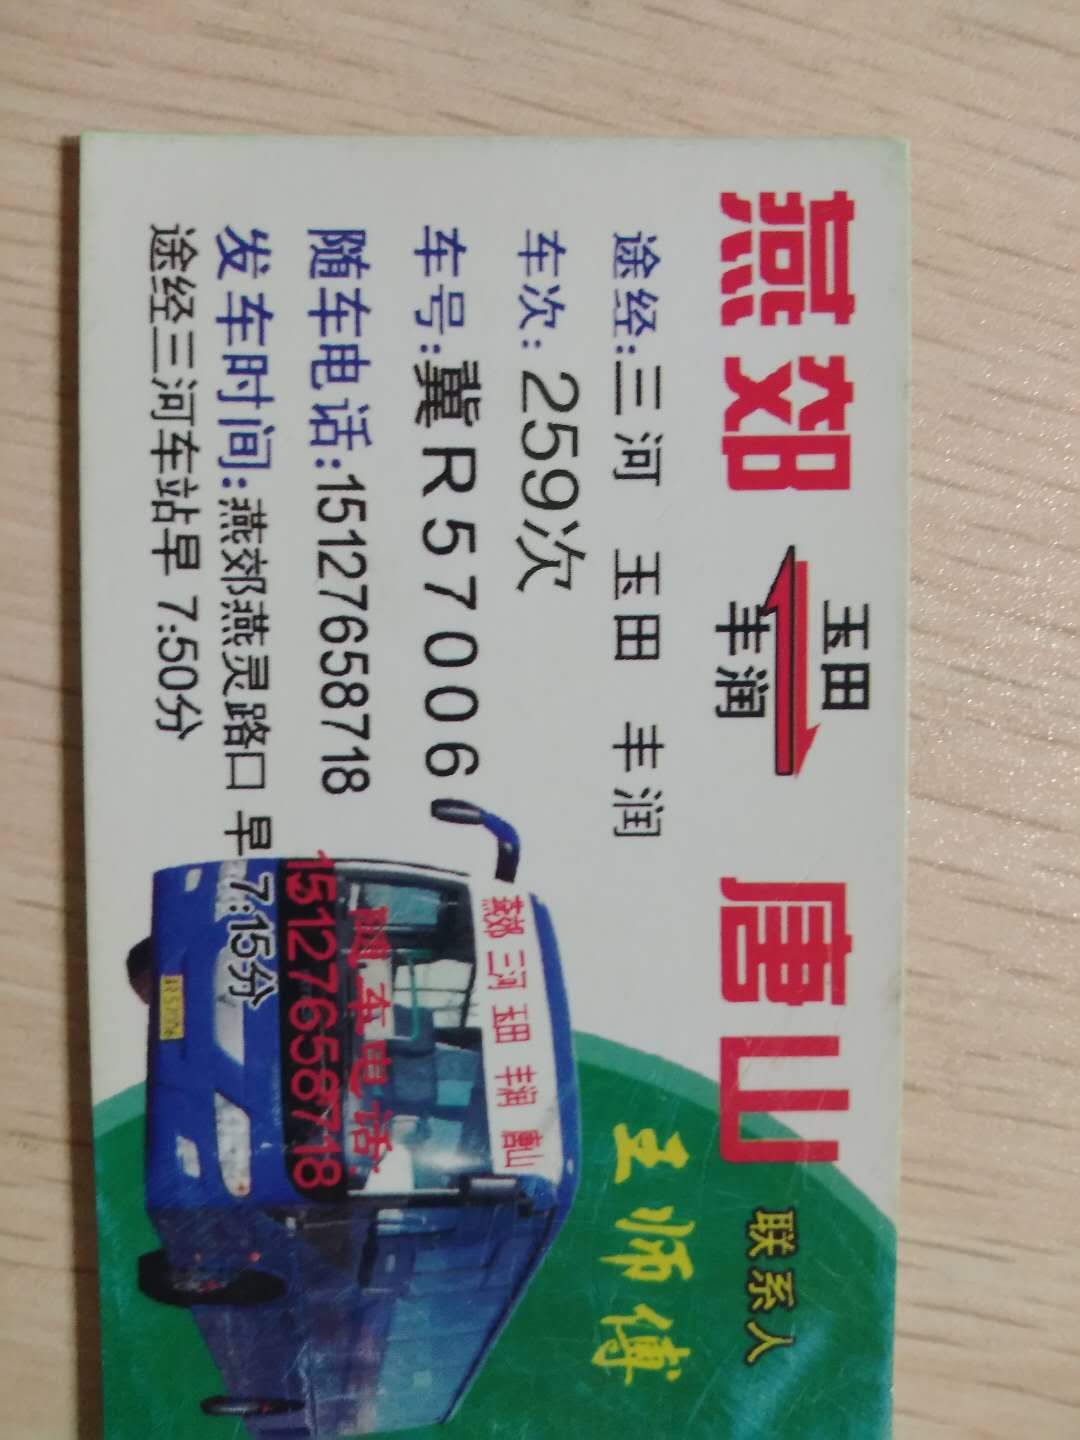 燕郊 玉田 丰润 唐山
途经:三河 玉田 丰润
车次:259次
车号:冀R57006
随车电话:15127658718
发车时间:燕郊燕灵路口 早 7:15分
途经三河车站早 7:50分
联系人
王师傅
燕郊 三河 玉田 丰润 唐山
随车电话:
15127658718